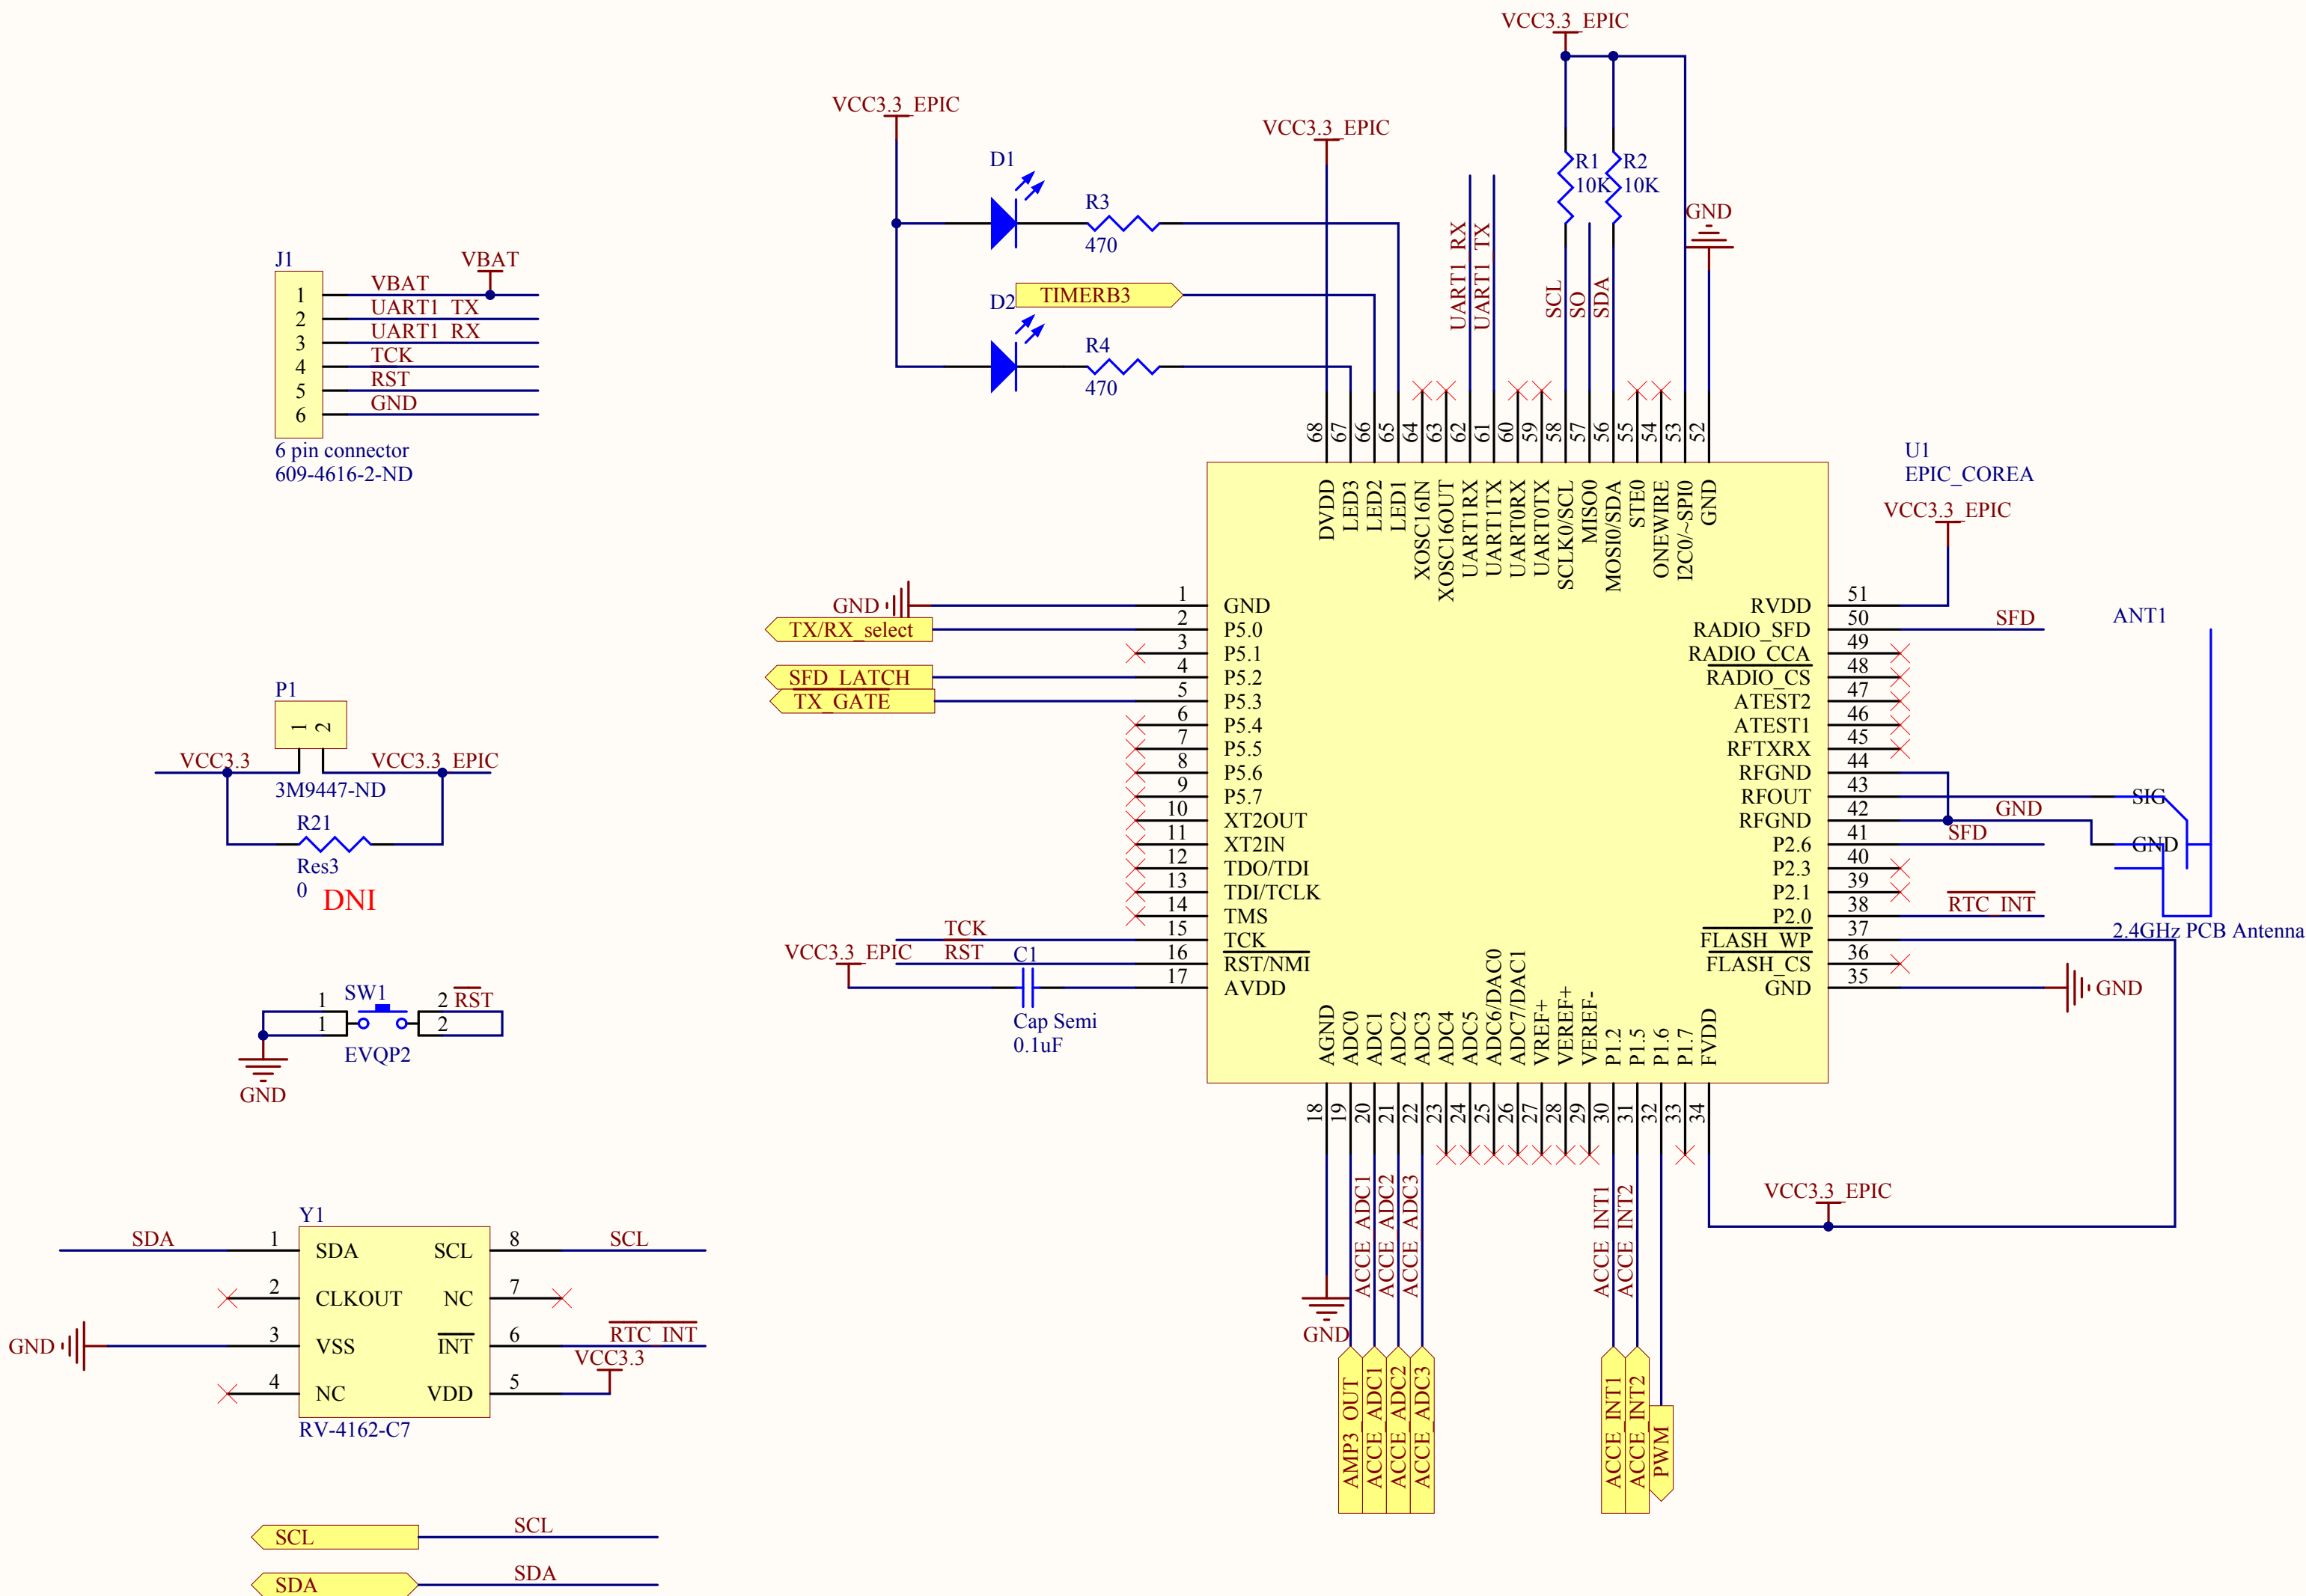 VCC3.3_EPIC
VCC3.3_EPIC
VCC3.3_EPIC
D1
R3
470
R1
10K
R2
10K
GND
UART1_RX
UART1_TX
SCL
SO
SDA
D2
TIMERB3
R4
470
J1
VBAT
1 VBAT
2 UART1_TX
3 UART1_RX
4 TCK
5 RST
6 GND
6 pin connector
609-4616-2-ND
68 67 66 65 64 63 62 61 60 59 58 57 56 55 54 53 52
DVDD
LED3
LED2
LED1
XOSC16IN
XOSC16OUT
UART1RX
UART1TX
UART0RX
UART0TX
SCLK0/SCL
MISO0
MOSI0/SDA
STE0
ONEWIRE
I2C0/~SPI0
GND
U1
EPIC_COREA
VCC3.3_EPIC
GND 1 GND
TX/RX_select 2 P5.0
3 P5.1
SFD_LATCH 4 P5.2
TX_GATE 5 P5.3
6 P5.4
7 P5.5
8 P5.6
9 P5.7
10 XT2OUT
11 XT2IN
12 TDO/TDI
13 TDI/TCLK
14 TMS
TCK 15 TCK
RST 16 RST/NMI
VCC3.3_EPIC 17 AVDD
C1
Cap Semi
0.1uF
RVDD 51
RADIO_SFD 50 SFD
RADIO_CCA 49
RADIO_CS 48
ATEST2 47
ATEST1 46
RFTXRX 45
RFGND 44
RFOUT 43 SIG
RFGND 42 GND
P2.6 41 SFD GND
P2.3 40
P2.1 39
P2.0 38 RTC_INT
FLASH_WP 37
FLASH_CS 36
GND 35 GND
ANT1
2.4GHz PCB Antenna
AGND
ADC0
ADC1
ADC2
ADC3
ADC4
ADC5
ADC6/DAC0
ADC7/DAC1
VREF+
VEREF+
VEREF-
P1.2
P1.5
P1.6
P1.7
FVDD
18 19 20 21 22 23 24 25 26 27 28 29 30 31 32 33 34
ACCE_ADC1
ACCE_ADC2
ACCE_ADC3
ACCE_INT1
ACCE_INT2
VCC3.3_EPIC
GND
AMP3_OUT
ACCE_ADC1
ACCE_ADC2
ACCE_ADC3
ACCE_INT1
ACCE_INT2
PWM
P1
1 2
VCC3.3 VCC3.3_EPIC
3M9447-ND
R21
Res3
0
DNI
SW1
1 2 RST
1 2
EVQP2
GND
Y1
SDA 1 SDA SCL 8 SCL
2 CLKOUT NC 7
GND 3 VSS INT 6 RTC_INT
VCC3.3
4 NC VDD 5
RV-4162-C7
SCL SCL
SDA SDA